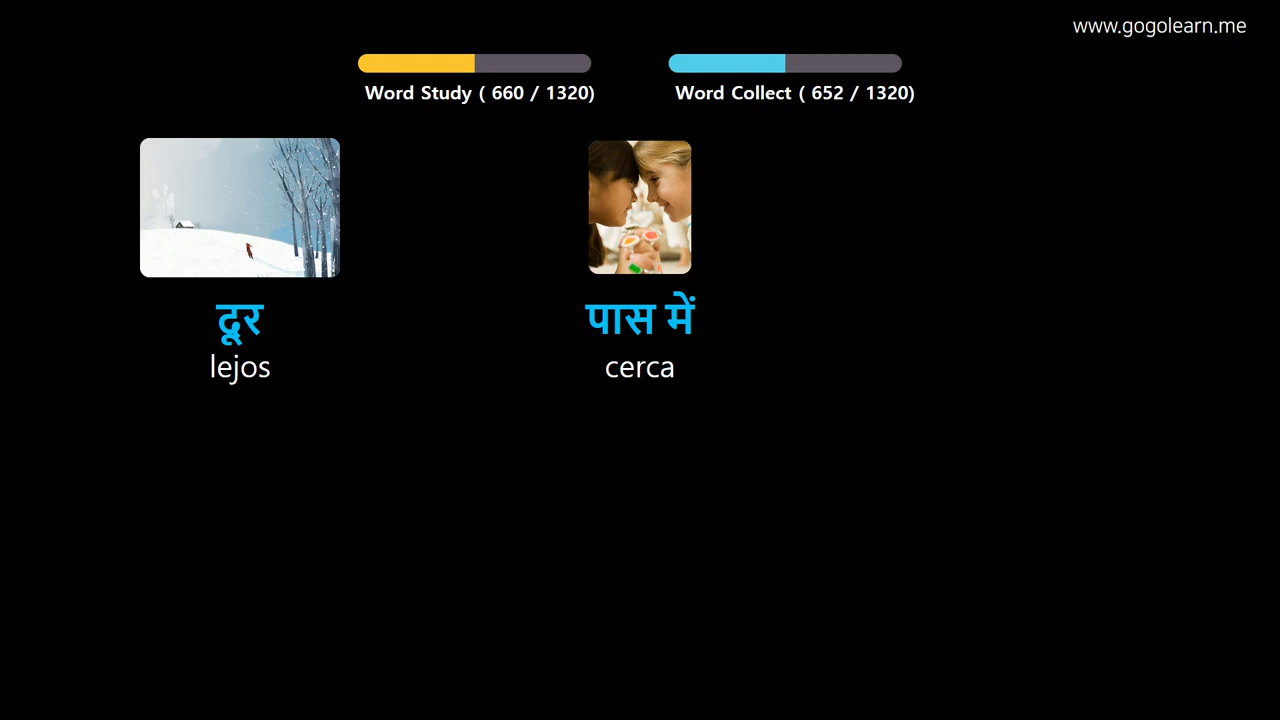 www.gogolearn.me
Word Study ( 660 / 1320)
Word Collect ( 652 / 1320)
दूर
lejos
पास में
cerca